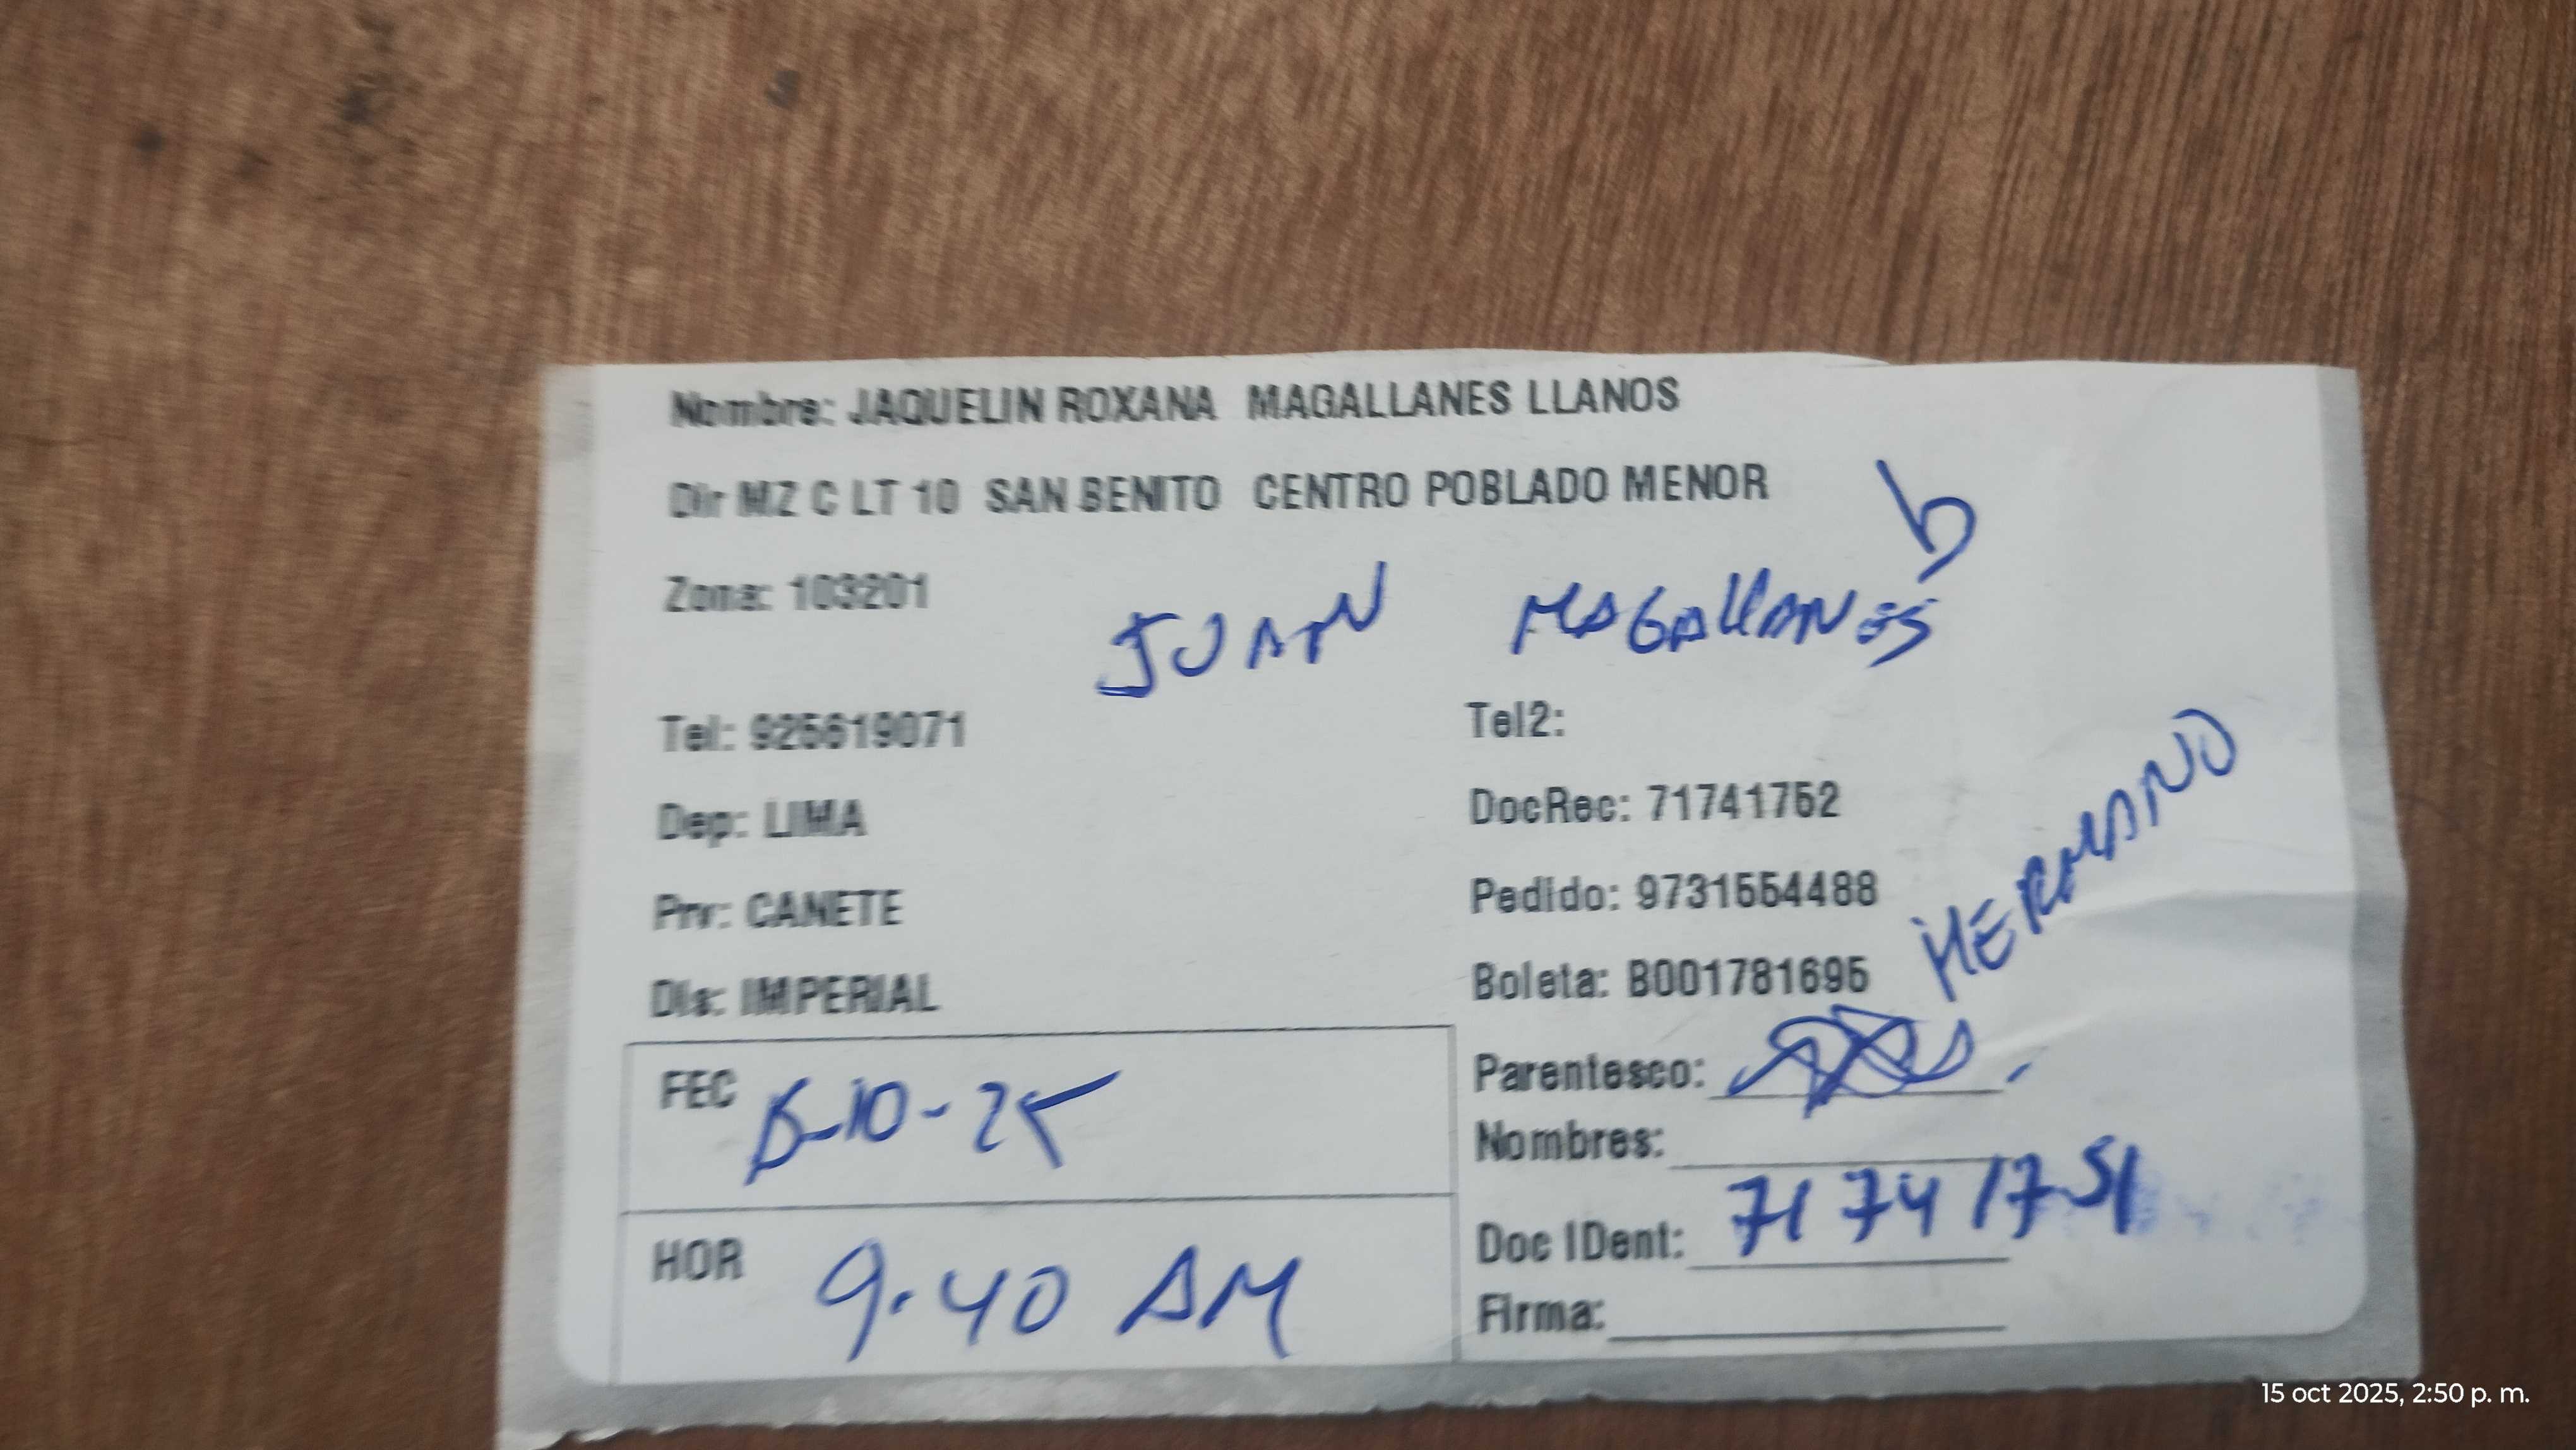 Nombre: JAQUELIN ROXANA MAGALLANES LLANOS
Dir MZ C LT 10 SAN BENITO CENTRO POBLADO MENOR
Zona: 103201
JUAN MAGALLANES
Tel: 925619071
Tel2:
Dep: LIMA
DocRec: 71741752
Prv: CANETE
Pedido: 9731554488
Dis: IMPERIAL
Boleta: B001781695
HERMANO
FEC 15-10-25
Parentesco:
Nombres:
HOR 9:40 AM
Doc IDent: 71741751
Firma:
15 oct 2025, 2:50 p. m.